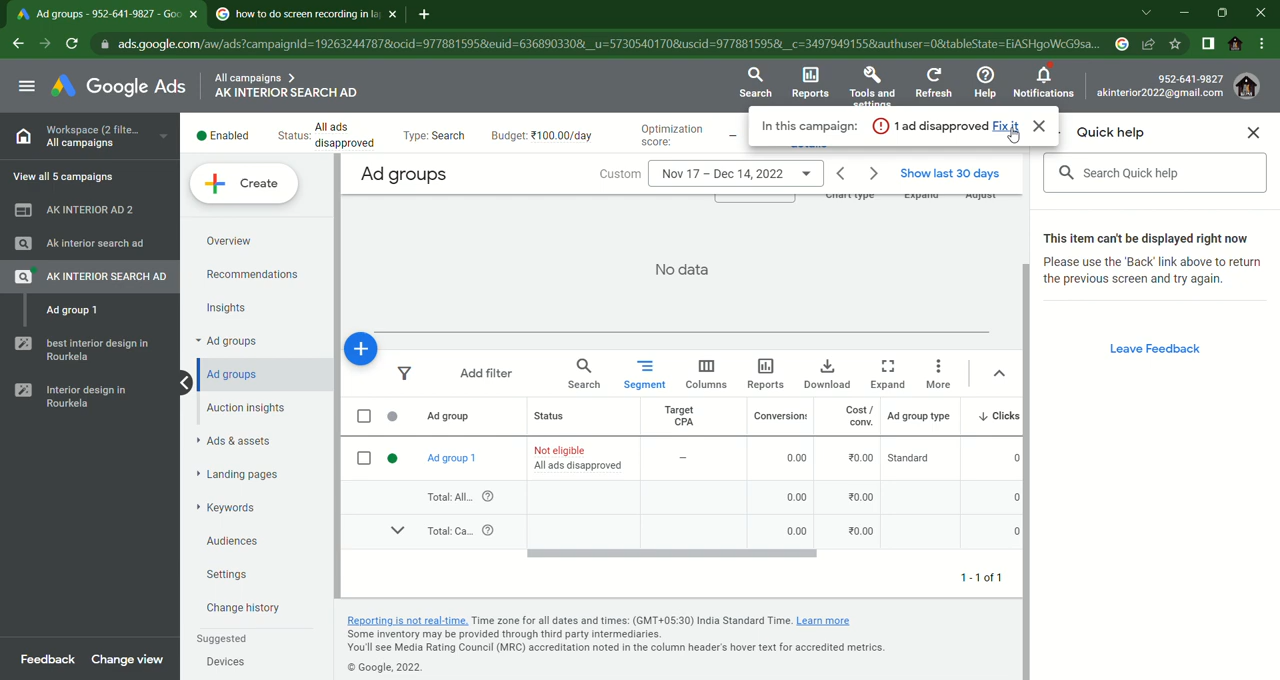 Ad groups - 952-641-9827 - Goo
how to do screen recording in la
ads.google.com/aw/ads?campaignId=19263244787&ocid=977881595&euid=636890330&__u=5730540170&uscid=977881595&__c=3497949155&authuser=0&tableState=EiASHgoWcG9sa...
Google Ads
All campaigns
AK INTERIOR SEARCH AD
Search
Reports
Tools and settings
Refresh
Help
Notifications
952-641-9827
akinterior2022@gmail.com
Workspace (2 filte...
All campaigns
Enabled
Status: All ads disapproved
Type: Search
Budget: ₹100.00/day
Optimization score: –
In this campaign: 1 ad disapproved Fix it
Quick help
Search Quick help
This item can't be displayed right now
Please use the 'Back' link above to return
the previous screen and try again.
Leave Feedback
View all 5 campaigns
AK INTERIOR AD 2
Ak interior search ad
AK INTERIOR SEARCH AD
Ad group 1
best interior design in
Rourkela
Interior design in
Rourkela
Feedback
Change view
Create
Overview
Recommendations
Insights
Ad groups
Ad groups
Auction insights
Ads & assets
Landing pages
Keywords
Audiences
Settings
Change history
Suggested
Devices
Ad groups
Custom
Nov 17 – Dec 14, 2022
Show last 30 days
Chart type
Expand
Adjust
No data
Add filter
Search
Segment
Columns
Reports
Download
Expand
More
Ad group
Status
Target CPA
Conversions
Cost / conv.
Ad group type
Clicks
Ad group 1
Not eligible
All ads disapproved
–
0.00
₹0.00
Standard
0
Total: All...
0.00
₹0.00
0
Total: Ca...
0.00
₹0.00
0
1 - 1 of 1
Reporting is not real-time. Time zone for all dates and times: (GMT+05:30) India Standard Time. Learn more
Some inventory may be provided through third party intermediaries.
You'll see Media Rating Council (MRC) accreditation noted in the column header's hover text for accredited metrics.
© Google, 2022.